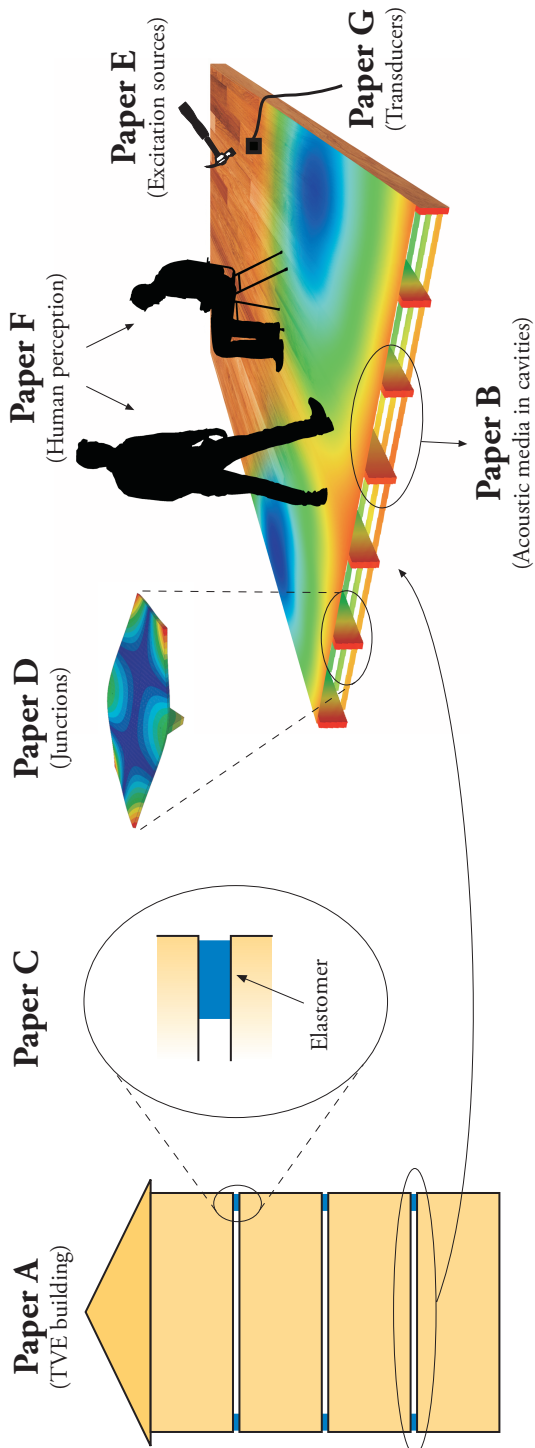 Paper A
(TVE building)
Paper C
Elastomer
Paper D
(Junctions)
Paper F
(Human perception)
Paper E
(Excitation sources)
Paper G
(Transducers)
Paper B
(Acoustic media in cavities)